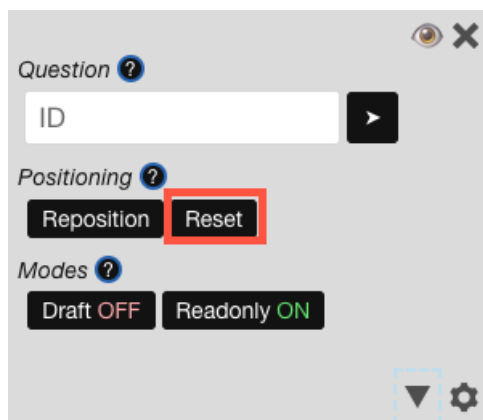 Question ?
ID
Positioning ?
Reposition Reset
Modes ?
Draft OFF Readonly ON